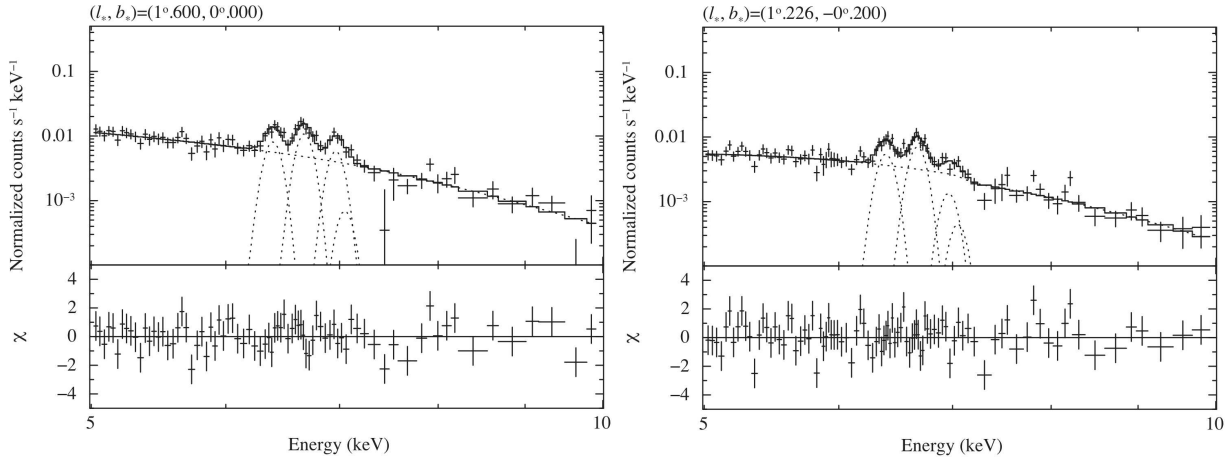 (l*, b*)=(1°.600, 0°.000)
Normalized counts s⁻¹ keV⁻¹
0.1
0.01
10⁻³
χ
4
2
0
−2
−4
5
10
Energy (keV)
(l*, b*)=(1°.226, −0°.200)
Normalized counts s⁻¹ keV⁻¹
0.1
0.01
10⁻³
χ
4
2
0
−2
−4
5
10
Energy (keV)